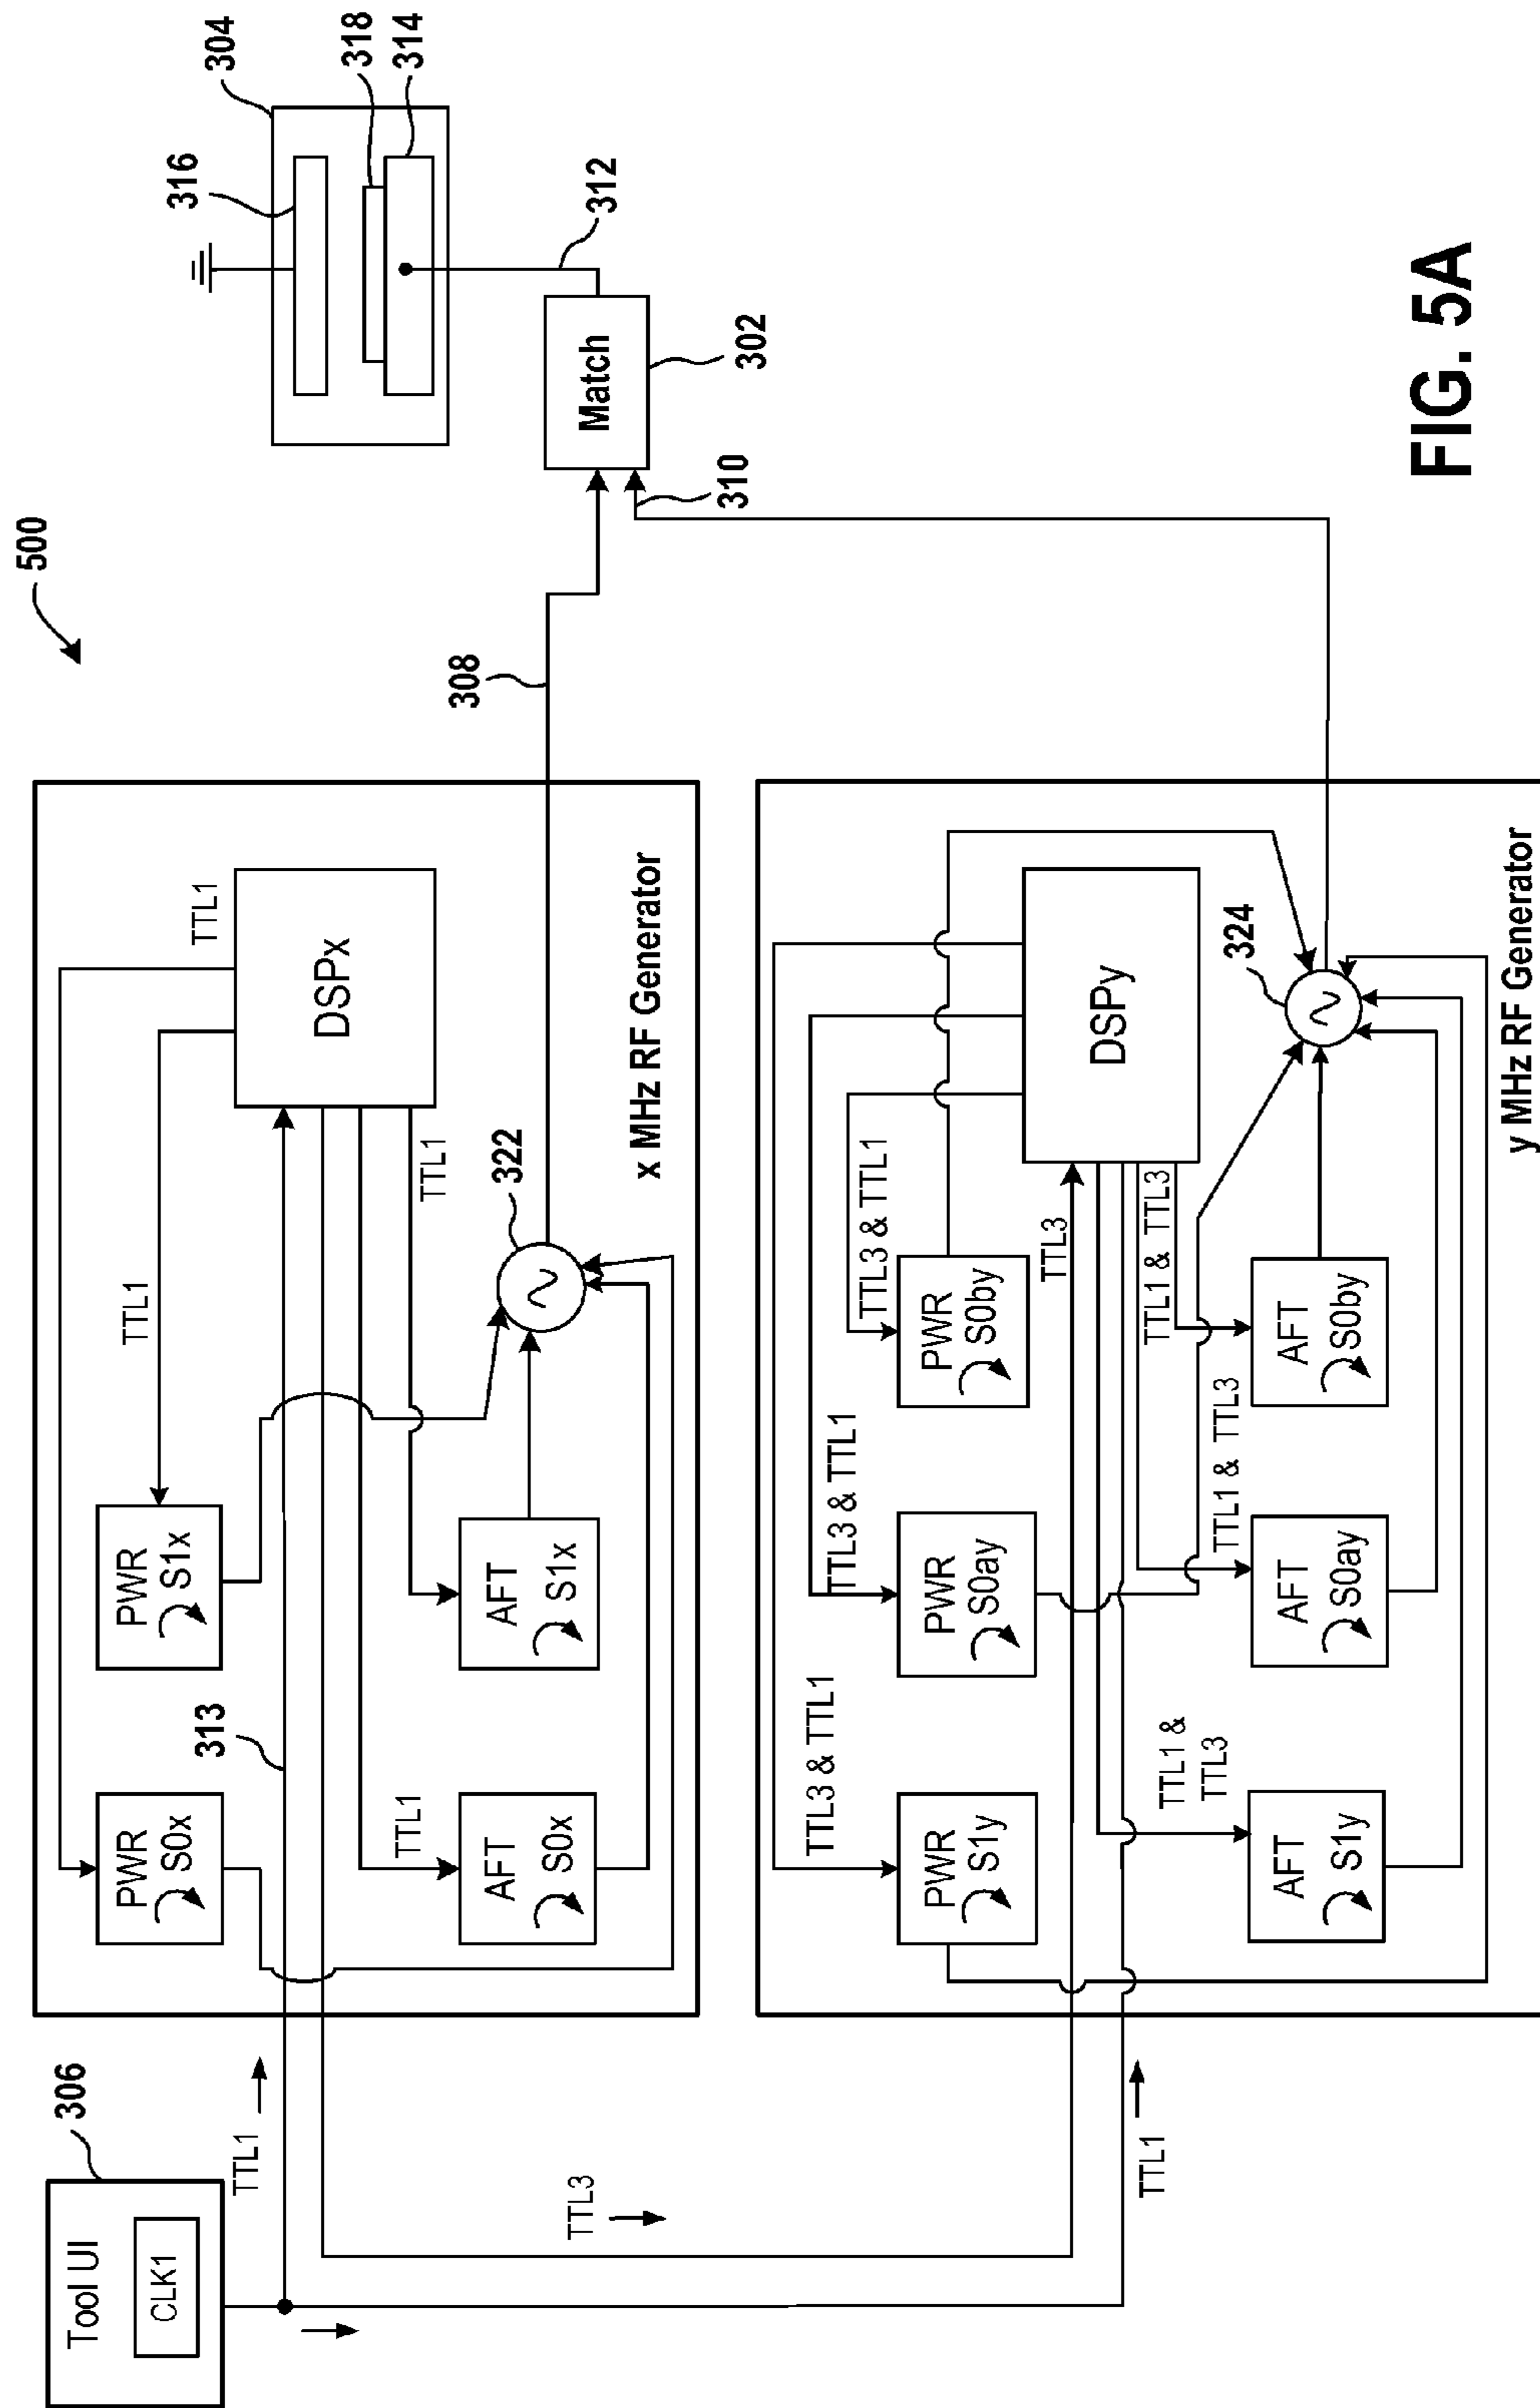 500
306
Tool UI
CLK1
TTL1
TTL3
TTL1
313
TTL1
TTL1
PWR
S0x
PWR
S1x
DSPx
TTL1
TTL1
AFT
S0x
AFT
S1x
322
x MHz RF Generator
308
TTL3 & TTL1
TTL3 & TTL1
TTL3 & TTL1
PWR
S1y
PWR
S0ay
PWR
S0by
DSPy
TTL3
TTL1 &
TTL3
TTL1 & TTL3
TTL1 & TTL3
AFT
S1y
AFT
S0ay
AFT
S0by
324
y MHz RF Generator
310
Match
302
312
316
304
318
314
FIG. 5A